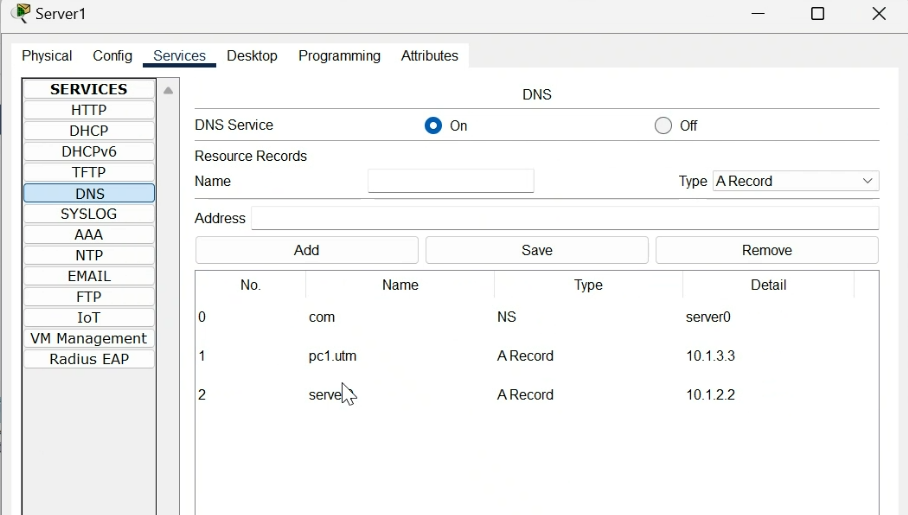 Server1
Physical Config Services Desktop Programming Attributes
SERVICES
HTTP
DHCP
DHCPv6
TFTP
DNS
SYSLOG
AAA
NTP
EMAIL
FTP
IoT
VM Management
Radius EAP
DNS
DNS Service On Off
Resource Records
Name Type A Record
Address
Add Save Remove
No. Name Type Detail
0 com NS server0
1 pc1.utm A Record 10.1.3.3
2 A Record 10.1.2.2